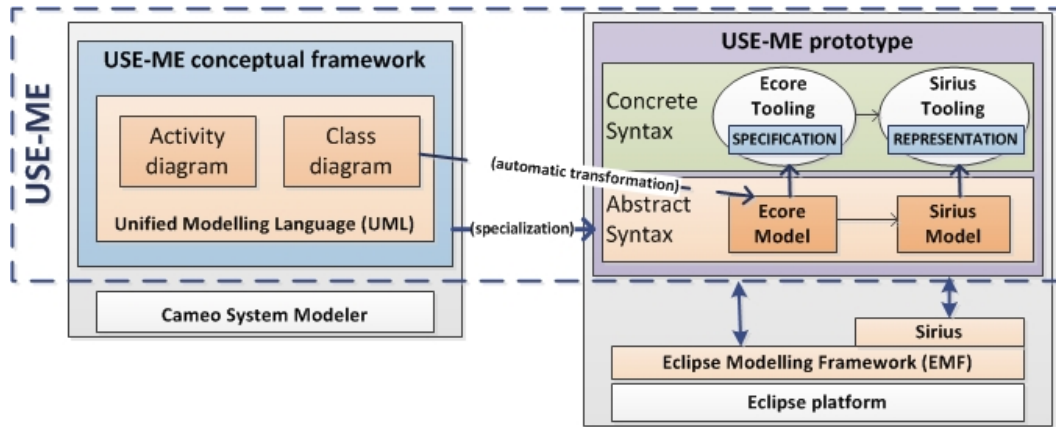 USE-ME
USE-ME conceptual framework
Activity
diagram
Class
diagram
Unified Modelling Language (UML)
Cameo System Modeler
(automatic transformation)
(specialization)
USE-ME prototype
Concrete
Syntax
Ecore
Tooling
SPECIFICATION
Sirius
Tooling
REPRESENTATION
Abstract
Syntax
Ecore
Model
Sirius
Model
Sirius
Eclipse Modelling Framework (EMF)
Eclipse platform